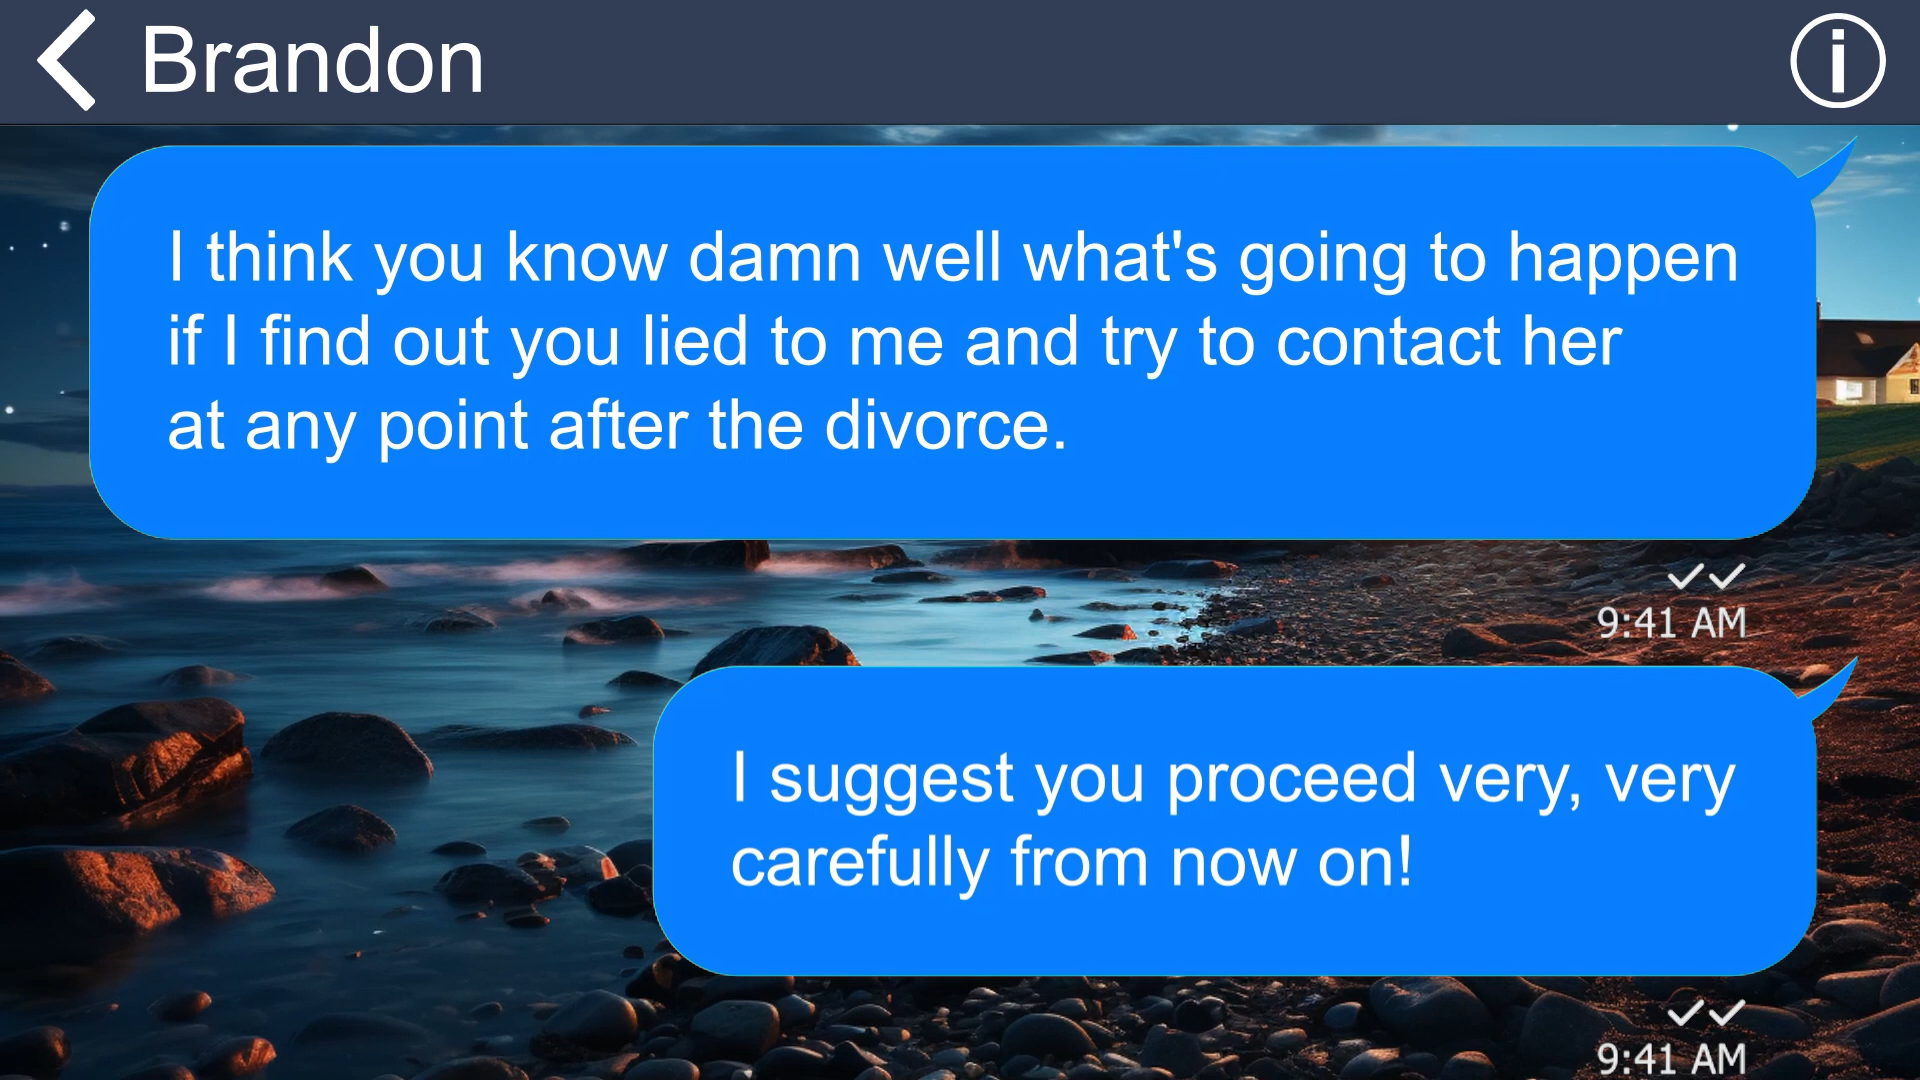 Brandon
I think you know damn well what's going to happen
if I find out you lied to me and try to contact her
at any point after the divorce.
9:41 AM
I suggest you proceed very, very
carefully from now on!
9:41 AM